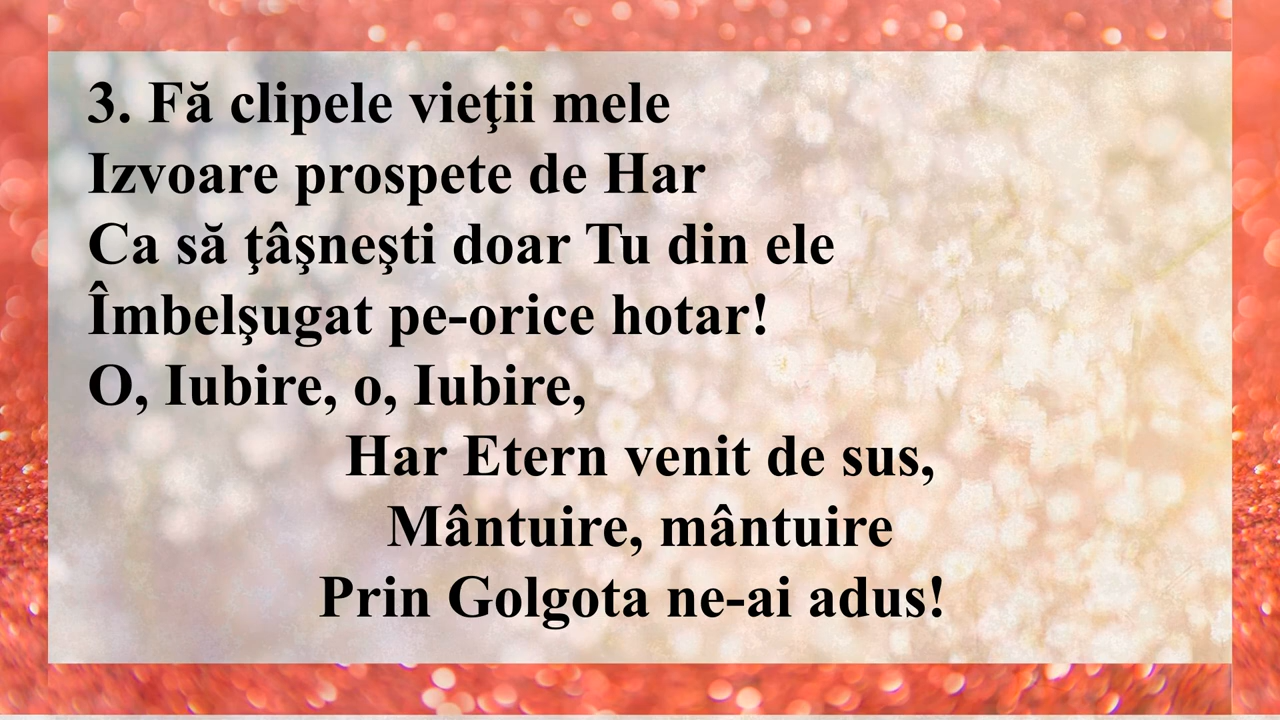 3. Fă clipele vieţii mele
Izvoare prospete de Har
Ca să ţâşneşti doar Tu din ele
Îmbelşugat pe-orice hotar!
O, Iubire, o, Iubire,
Har Etern venit de sus,
Mântuire, mântuire
Prin Golgota ne-ai adus!